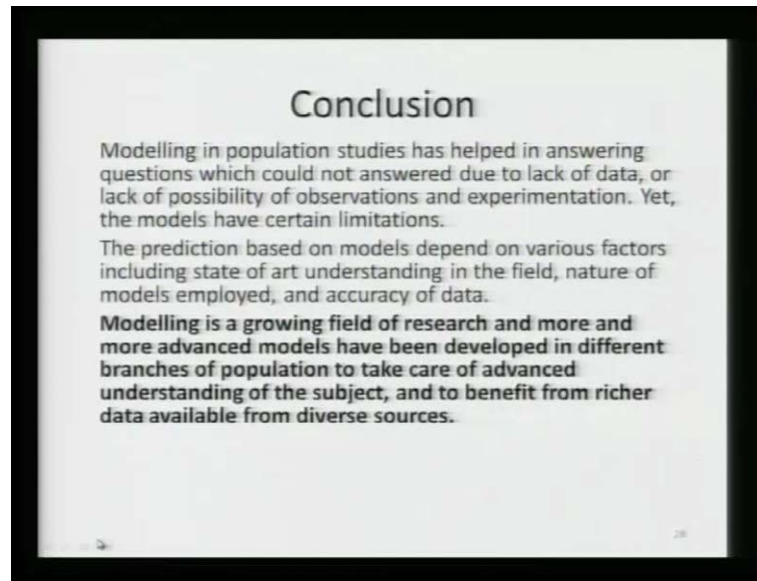 Conclusion
Modelling in population studies has helped in answering
questions which could not answered due to lack of data, or
lack of possibility of observations and experimentation. Yet,
the models have certain limitations.
The prediction based on models depend on various factors
including state of art understanding in the field, nature of
models employed, and accuracy of data.
Modelling is a growing field of research and more and
more advanced models have been developed in different
branches of population to take care of advanced
understanding of the subject, and to benefit from richer
data available from diverse sources.
28